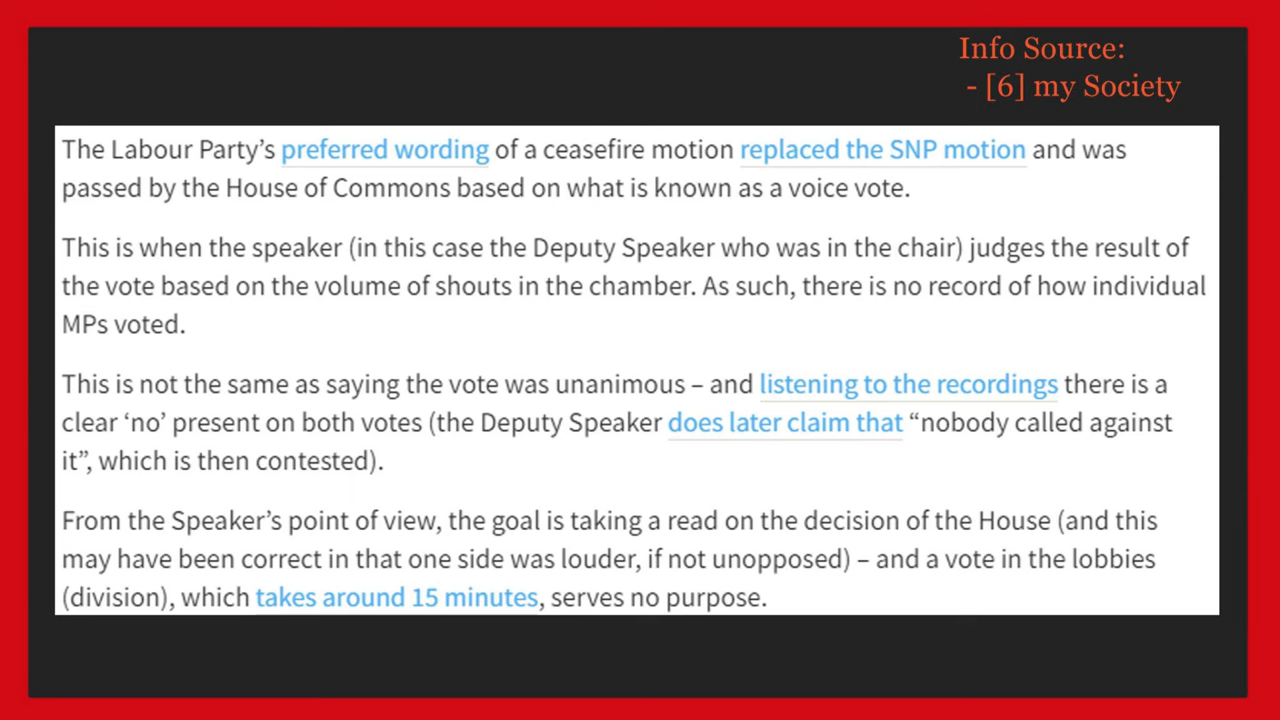 Info Source:
- [6] my Society
The Labour Party’s preferred wording of a ceasefire motion replaced the SNP motion and was
passed by the House of Commons based on what is known as a voice vote.
This is when the speaker (in this case the Deputy Speaker who was in the chair) judges the result of
the vote based on the volume of shouts in the chamber. As such, there is no record of how individual
MPs voted.
This is not the same as saying the vote was unanimous – and listening to the recordings there is a
clear ‘no’ present on both votes (the Deputy Speaker does later claim that “nobody called against
it”, which is then contested).
From the Speaker’s point of view, the goal is taking a read on the decision of the House (and this
may have been correct in that one side was louder, if not unopposed) – and a vote in the lobbies
(division), which takes around 15 minutes, serves no purpose.